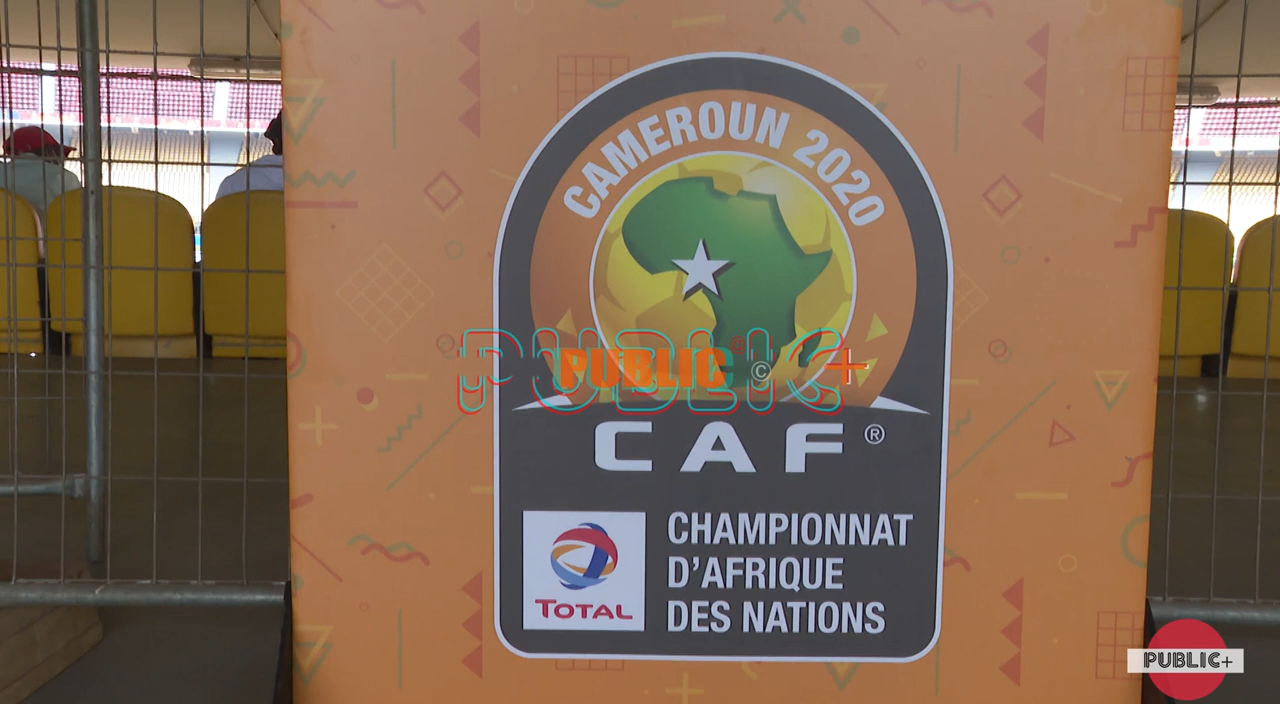 CAMEROUN 2020
PUBLIC+
PUBLIC © +
CAF®
TOTAL
CHAMPIONNAT
D'AFRIQUE
DES NATIONS
PUBLIC+